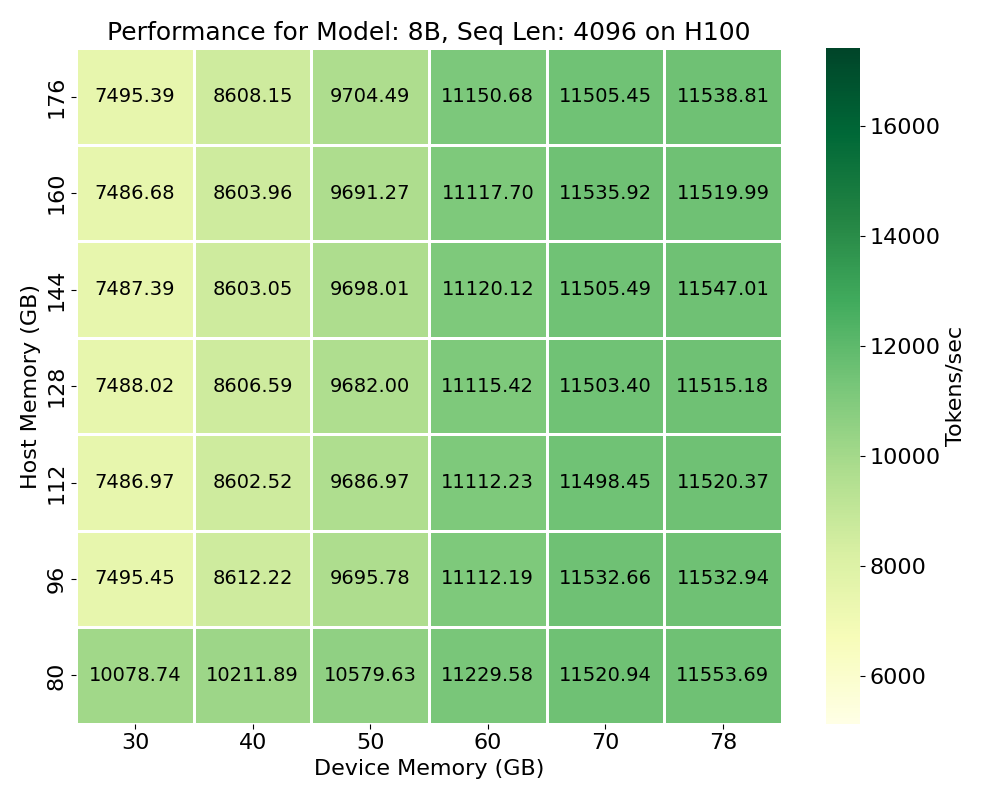 Performance for Model: 8B, Seq Len: 4096 on H100
176 7495.39 8608.15 9704.49 11150.68 11505.45 11538.81
160 7486.68 8603.96 9691.27 11117.70 11535.92 11519.99
144 7487.39 8603.05 9698.01 11120.12 11505.49 11547.01
128 7488.02 8606.59 9682.00 11115.42 11503.40 11515.18
112 7486.97 8602.52 9686.97 11112.23 11498.45 11520.37
96 7495.45 8612.22 9695.78 11112.19 11532.66 11532.94
80 10078.74 10211.89 10579.63 11229.58 11520.94 11553.69
30 40 50 60 70 78
Device Memory (GB)
Host Memory (GB)
16000
14000
12000
10000
8000
6000
Tokens/sec